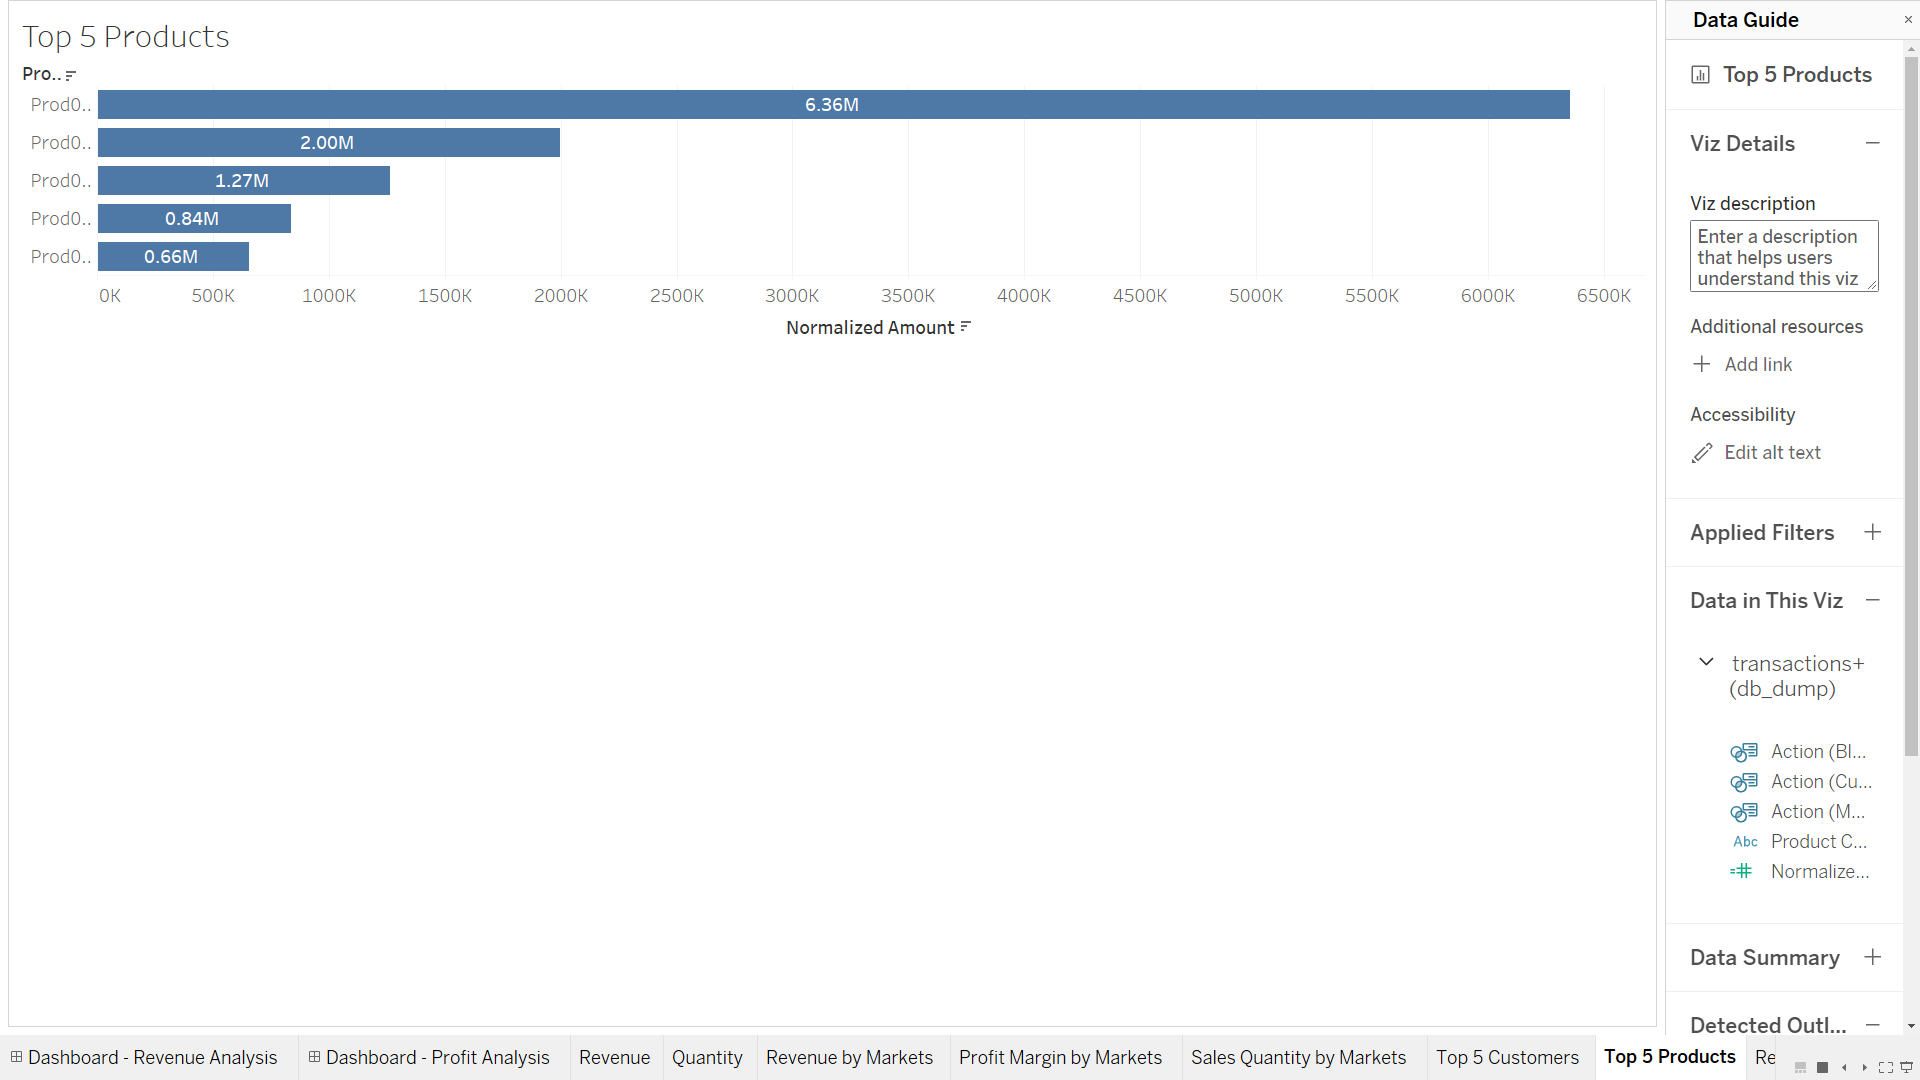 Top 5 Products
Pro..
Prod0..
6.36M
Prod0..
2.00M
Prod0..
1.27M
Prod0..
0.84M
Prod0..
0.66M
0K 500K 1000K 1500K 2000K 2500K 3000K 3500K 4000K 4500K 5000K 5500K 6000K 6500K
Normalized Amount
Data Guide
Top 5 Products
Viz Details
Viz description
Enter a description
that helps users
understand this viz
Additional resources
Add link
Accessibility
Edit alt text
Applied Filters
Data in This Viz
transactions+
(db_dump)
Action (Bl...
Action (Cu...
Action (M...
Abc Product C...
Normalize...
Data Summary
Detected Outl...
Dashboard - Revenue Analysis Dashboard - Profit Analysis Revenue Quantity Revenue by Markets Profit Margin by Markets Sales Quantity by Markets Top 5 Customers Top 5 Products Re